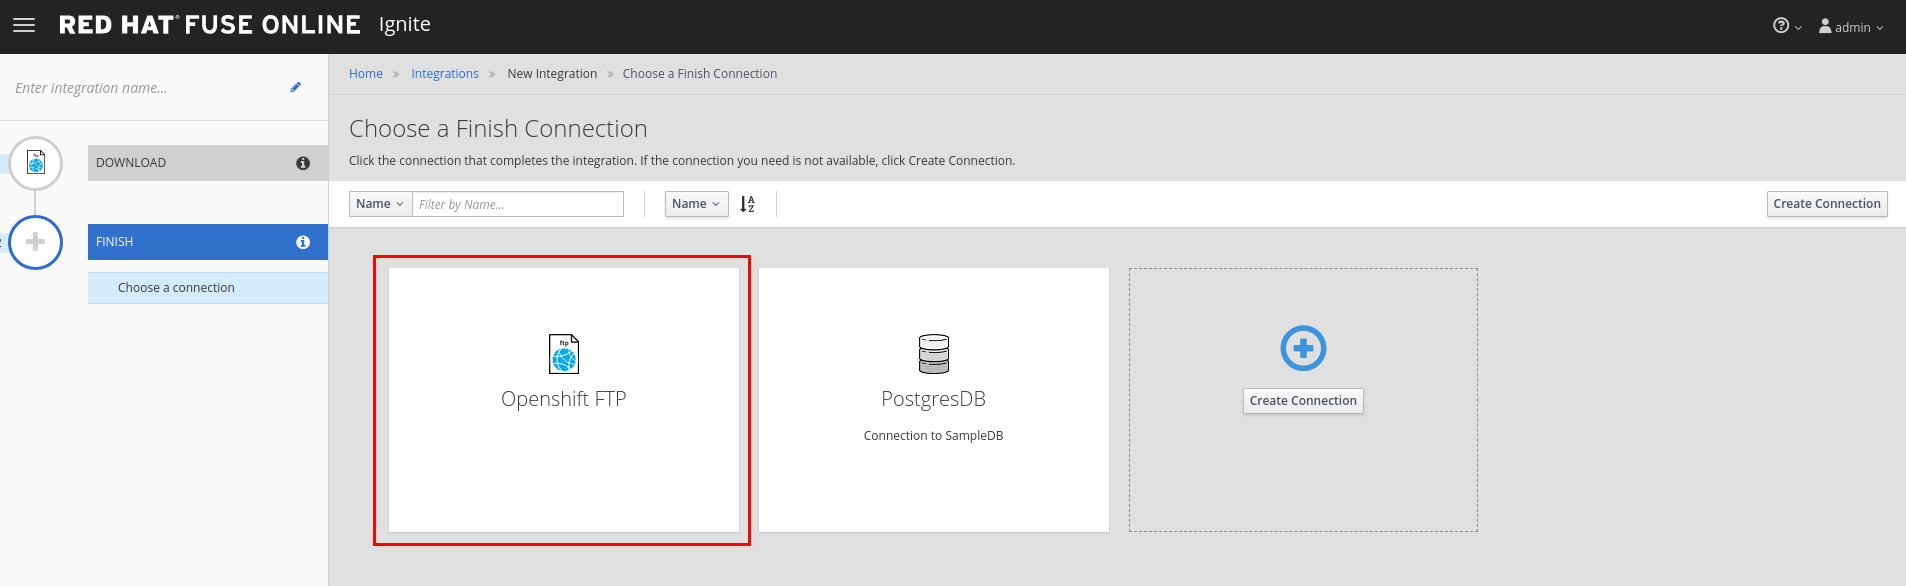 RED HAT® FUSE ONLINE Ignite
admin
Enter integration name...
Home » Integrations » New Integration » Choose a Finish Connection
Choose a Finish Connection
Click the connection that completes the integration. If the connection you need is not available, click Create Connection.
ftp
DOWNLOAD
2
FINISH
Choose a connection
Name
Filter by Name...
Name
A
Z
Create Connection
ftp
Openshift FTP
PostgresDB
Connection to SampleDB
Create Connection